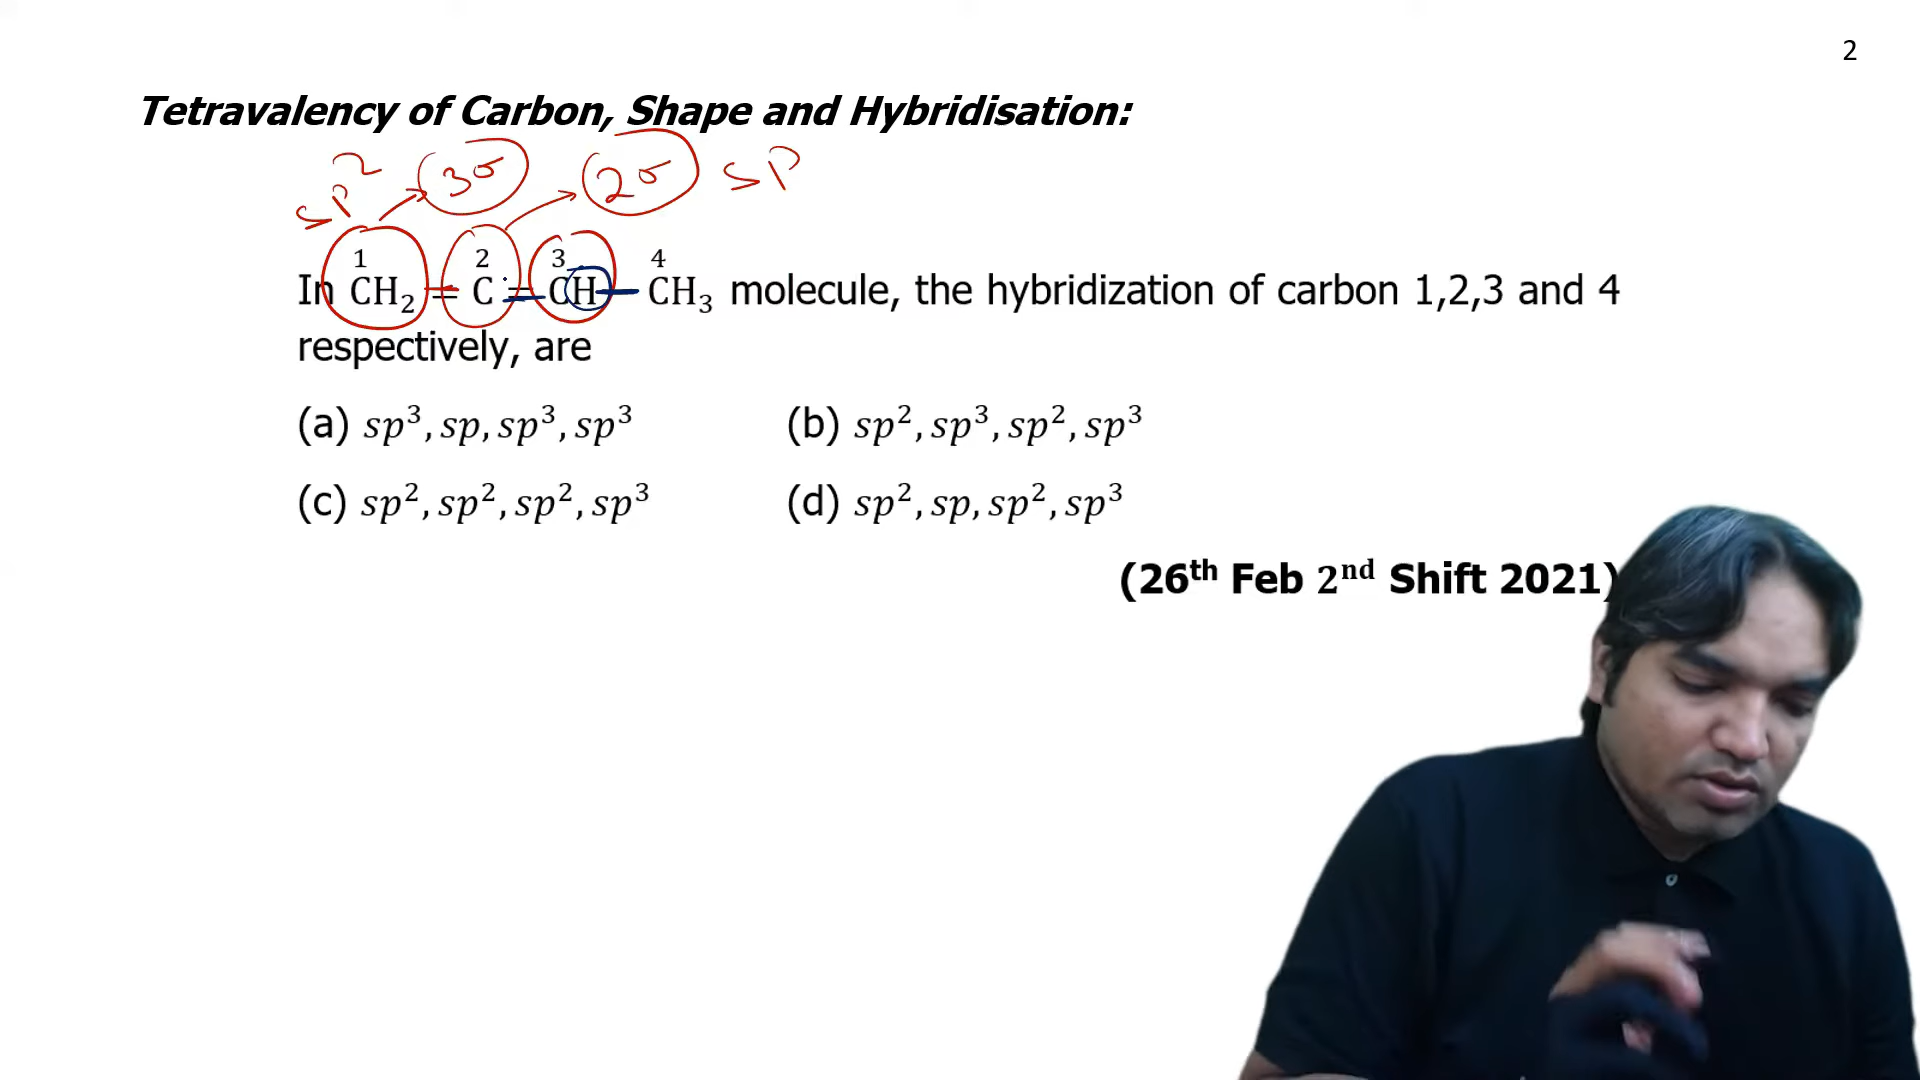 2
Tetravalency of Carbon, Shape and Hybridisation:
sp² 3σ 2σ sp
1 2 3 4
In CH₂ = C = CH − CH₃ molecule, the hybridization of carbon 1,2,3 and 4
respectively, are
(a) sp³, sp, sp³, sp³ (b) sp², sp³, sp², sp³
(c) sp², sp², sp², sp³ (d) sp², sp, sp², sp³
(26ᵗʰ Feb 2ⁿᵈ Shift 2021)